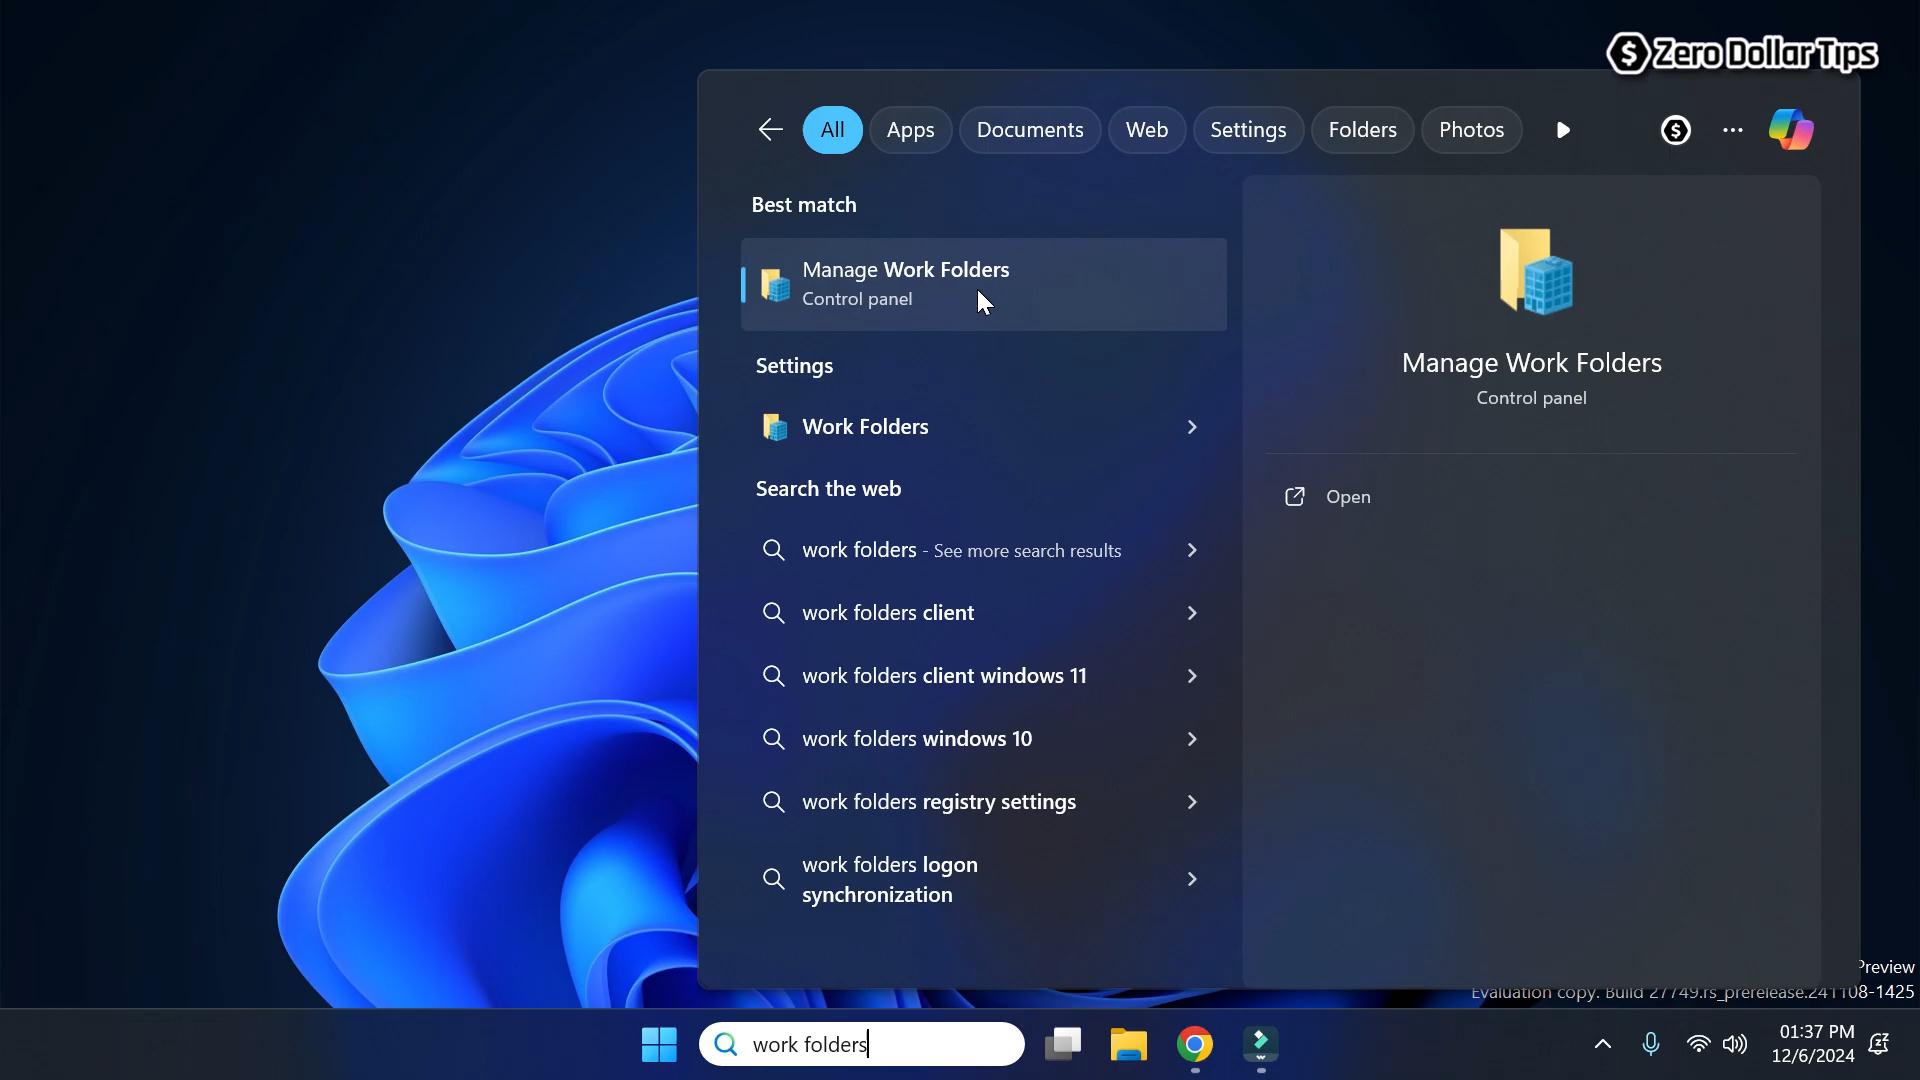 $ Zero Dollar Tips
All
Apps
Documents
Web
Settings
Folders
Photos
$
Best match
Manage Work Folders
Control panel
Settings
Work Folders
Search the web
work folders - See more search results
work folders client
work folders client windows 11
work folders windows 10
work folders registry settings
work folders logon
synchronization
Manage Work Folders
Control panel
Open
Preview
Evaluation copy. Build 27749.rs_prerelease.241108-1425
work folders
01:37 PM
12/6/2024